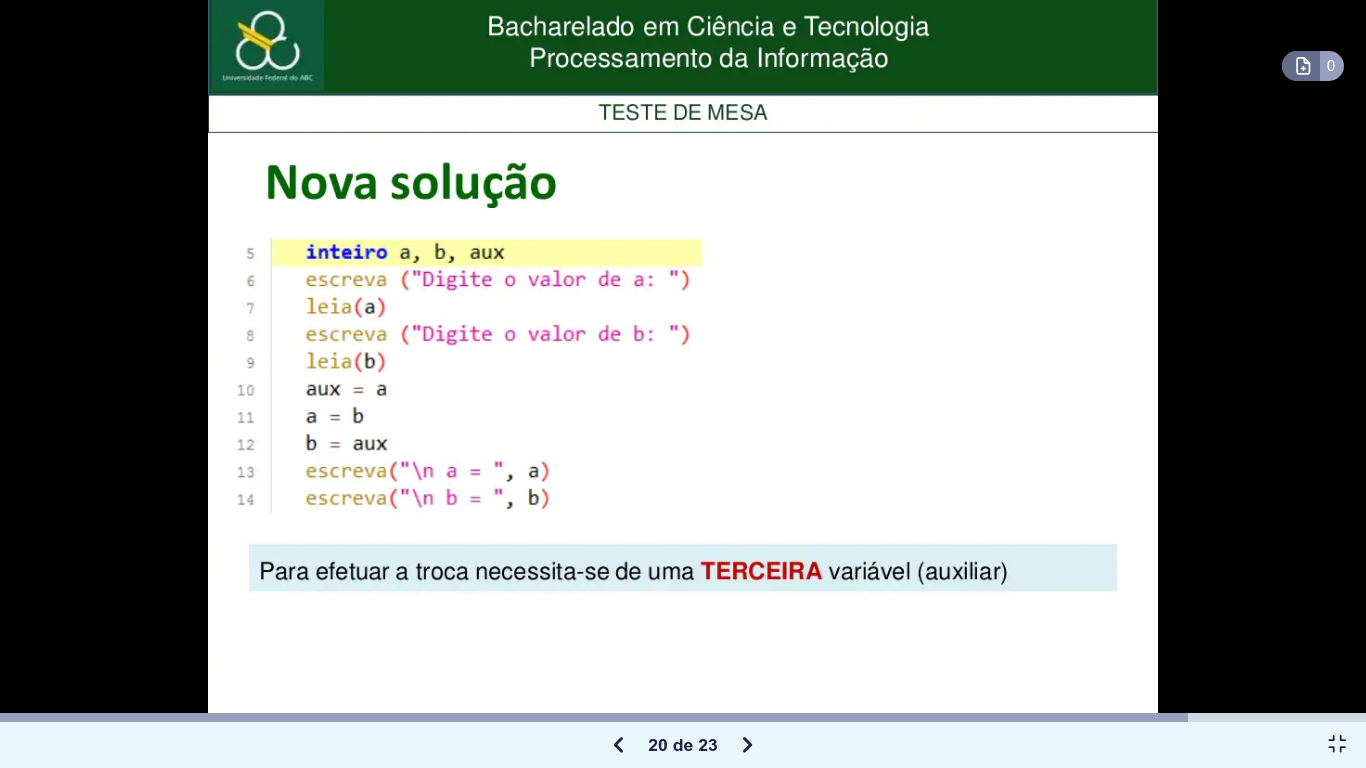 Bacharelado em Ciência e Tecnologia
Processamento da Informação
Universidade Federal do ABC
0
TESTE DE MESA
Nova solução
5 inteiro a, b, aux
6 escreva ("Digite o valor de a: ")
7 leia(a)
8 escreva ("Digite o valor de b: ")
9 leia(b)
10 aux = a
11 a = b
12 b = aux
13 escreva("\n a = ", a)
14 escreva("\n b = ", b)
Para efetuar a troca necessita-se de uma TERCEIRA variável (auxiliar)
20 de 23